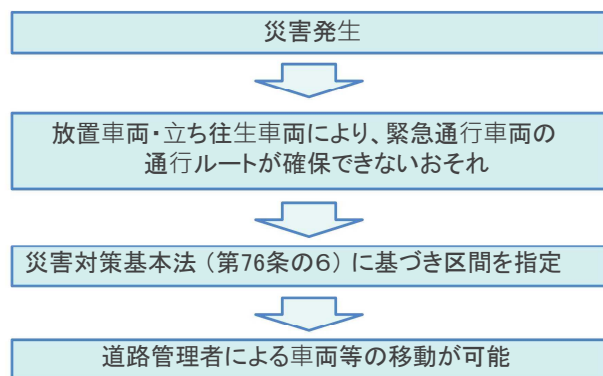 災害発生
放置車両・立ち往生車両により、緊急通行車両の
通行ルートが確保できないおそれ
災害対策基本法（第76条の６）に基づき区間を指定
道路管理者による車両等の移動が可能